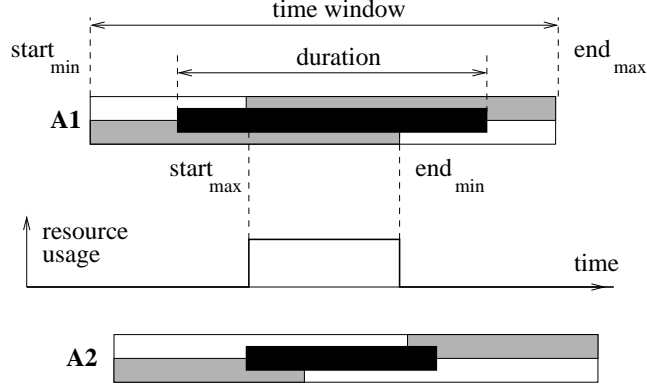 time window
start min
end max
duration
A1
start max
end min
resource
usage
time
A2